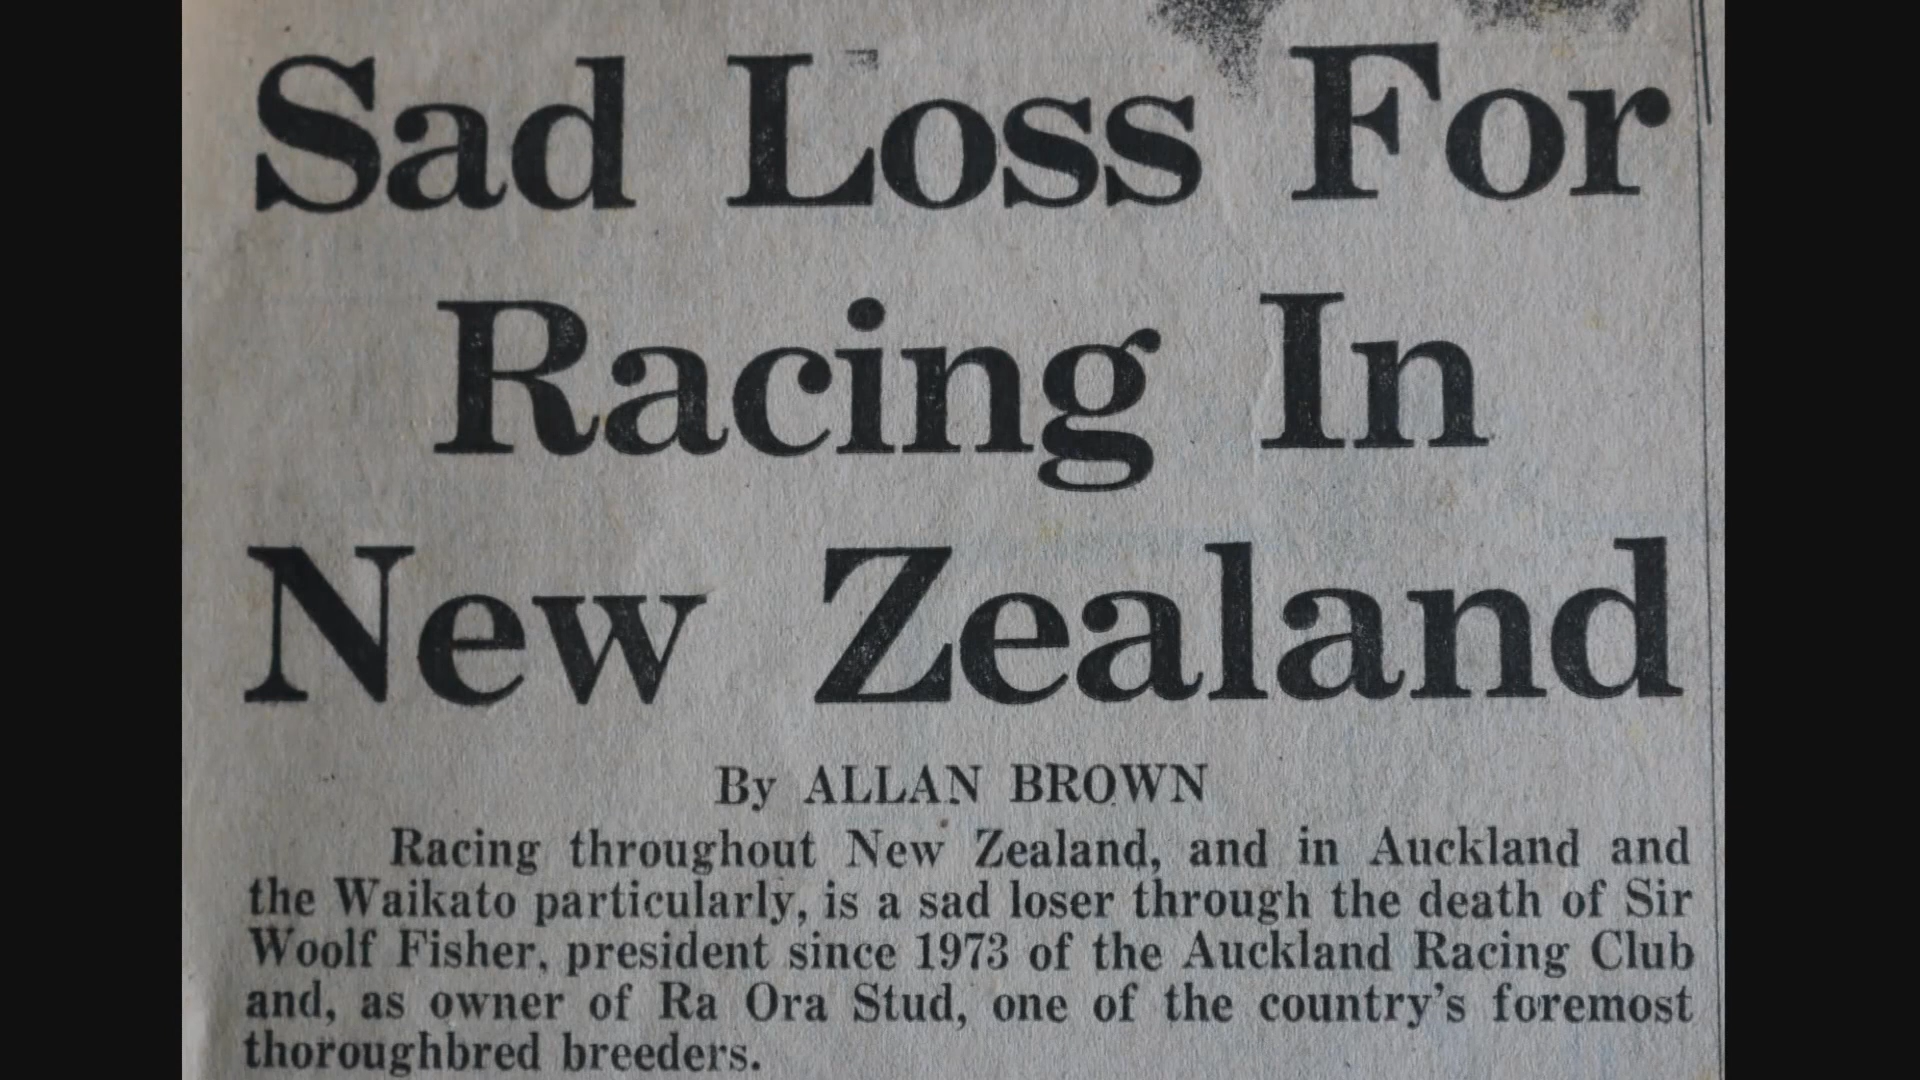 Sad Loss For
Racing In
New Zealand
By ALLAN BROWN
Racing throughout New Zealand, and in Auckland and
the Waikato particularly, is a sad loser through the death of Sir
Woolf Fisher, president since 1973 of the Auckland Racing Club
and, as owner of Ra Ora Stud, one of the country's foremost
thoroughbred breeders.